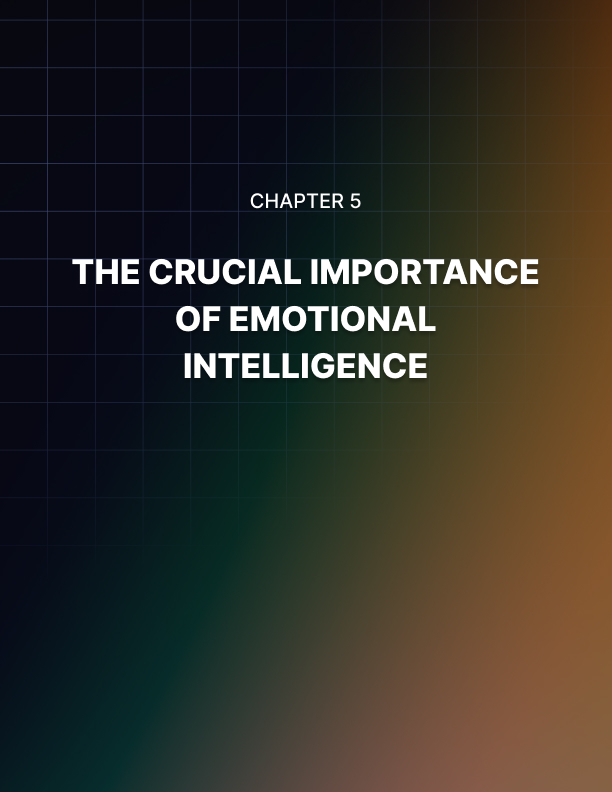 CHAPTER 5
THE CRUCIAL IMPORTANCE
OF EMOTIONAL
INTELLIGENCE